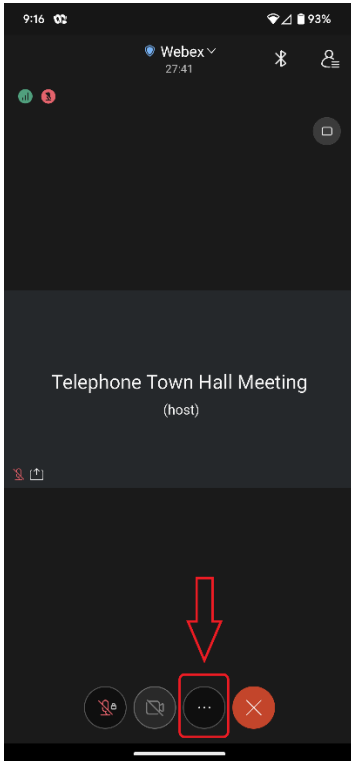 9:16 93%
Webex
27:41
Telephone Town Hall Meeting
(host)